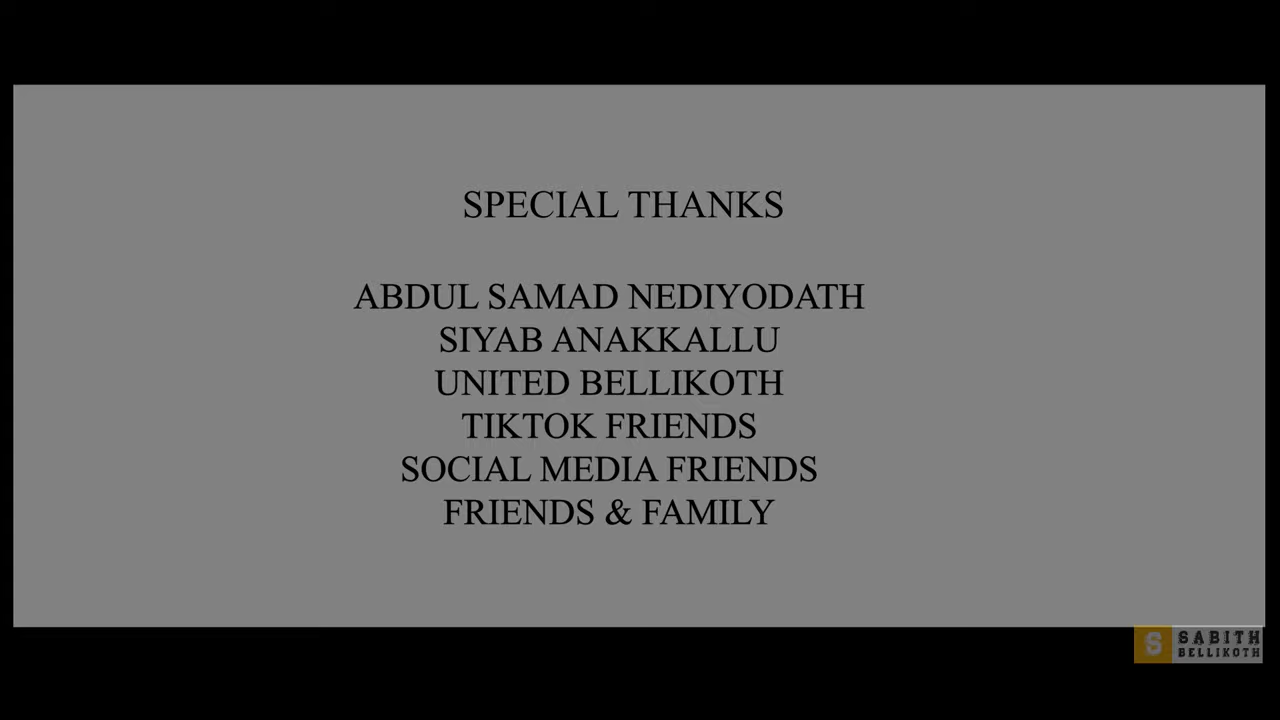 SPECIAL THANKS
ABDUL SAMAD NEDIYODATH
SIYAB ANAKKALLU
UNITED BELLIKOTH
TIKTOK FRIENDS
SOCIAL MEDIA FRIENDS
FRIENDS & FAMILY
S SABITH
BELLIKOTH